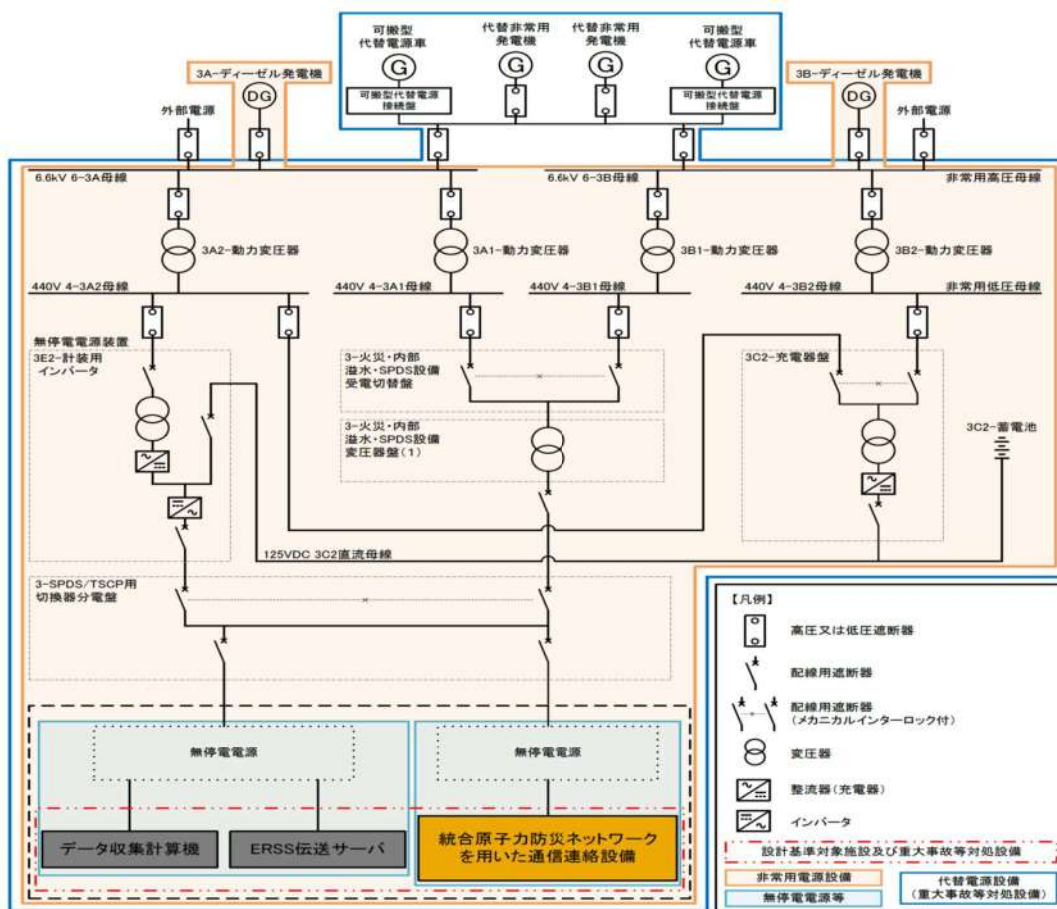 可搬型
代替電源車
代替非常用
発電機
代替非常用
発電機
可搬型
代替電源車
G
G
G
G
3A-ディーゼル発電機
3B-ディーゼル発電機
DG
DG
可搬型代替電源
接続盤
可搬型代替電源
接続盤
外部電源
外部電源
6.6kV 6-3A母線
6.6kV 6-3B母線
非常用高圧母線
3A2-動力変圧器
3A1-動力変圧器
3B1-動力変圧器
3B2-動力変圧器
440V 4-3A2母線
440V 4-3A1母線
440V 4-3B1母線
440V 4-3B2母線
非常用低圧母線
無停電電源装置
3E2-計装用
インバータ
3-火災・内部
溢水・SPDS設備
受電切替盤
3C2-充電器盤
3-火災・内部
溢水・SPDS設備
変圧器盤(1)
3C2-蓄電池
125VDC 3C2直流母線
3-SPDS/TSCP用
切換器分電盤
無停電電源
無停電電源
データ収集計算機
ERSS伝送サーバ
統合原子力防災ネットワーク
を用いた通信連絡設備
【凡例】
高圧又は低圧遮断器
配線用遮断器
配線用遮断器
(メカニカルインターロック付)
変圧器
整流器(充電器)
インバータ
設計基準対象施設及び重大事故等対処設備
非常用電源設備
無停電電源等
代替電源設備
(重大事故等対処設備)